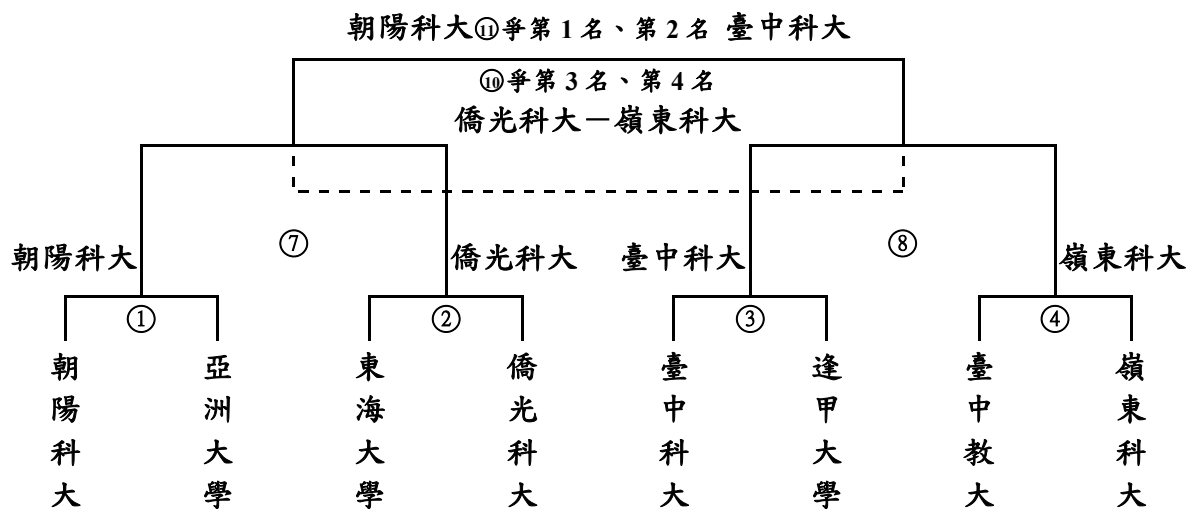 朝陽科大⑪爭第1名、第2名 臺中科大
⑩爭第3名、第4名
僑光科大－嶺東科大
⑦
⑧
朝陽科大
僑光科大
臺中科大
嶺東科大
①
②
③
④
朝陽科大
亞洲大學
東海大學
僑光科大
臺中科大
逢甲大學
臺中教大
嶺東科大